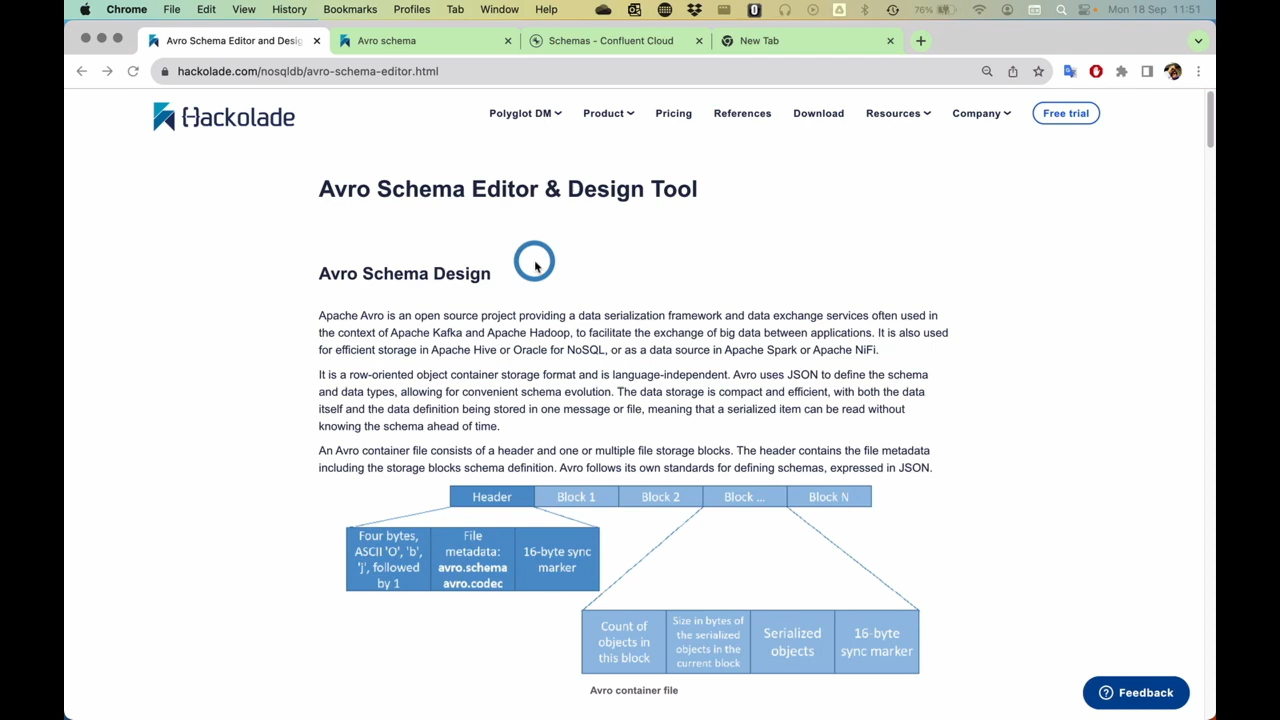 Chrome File Edit View History Bookmarks Profiles Tab Window Help 76% Mon 18 Sep 11:51
Avro Schema Editor and Desig Avro schema Schemas - Confluent Cloud New Tab
hackolade.com/nosqldb/avro-schema-editor.html
Hackolade Polyglot DM Product Pricing References Download Resources Company Free trial
Avro Schema Editor & Design Tool
Avro Schema Design
Apache Avro is an open source project providing a data serialization framework and data exchange services often used in
the context of Apache Kafka and Apache Hadoop, to facilitate the exchange of big data between applications. It is also used
for efficient storage in Apache Hive or Oracle for NoSQL, or as a data source in Apache Spark or Apache NiFi.
It is a row-oriented object container storage format and is language-independent. Avro uses JSON to define the schema
and data types, allowing for convenient schema evolution. The data storage is compact and efficient, with both the data
itself and the data definition being stored in one message or file, meaning that a serialized item can be read without
knowing the schema ahead of time.
An Avro container file consists of a header and one or multiple file storage blocks. The header contains the file metadata
including the storage blocks schema definition. Avro follows its own standards for defining schemas, expressed in JSON.
Header Block 1 Block 2 Block ... Block N
Four bytes,
ASCII 'O', 'b',
'j', followed
by 1
File
metadata:
avro.schema
avro.codec
16-byte sync
marker
Count of
objects in
this block
Size in bytes of
the serialized
objects in the
current block
Serialized
objects
16-byte
sync marker
Avro container file
Feedback